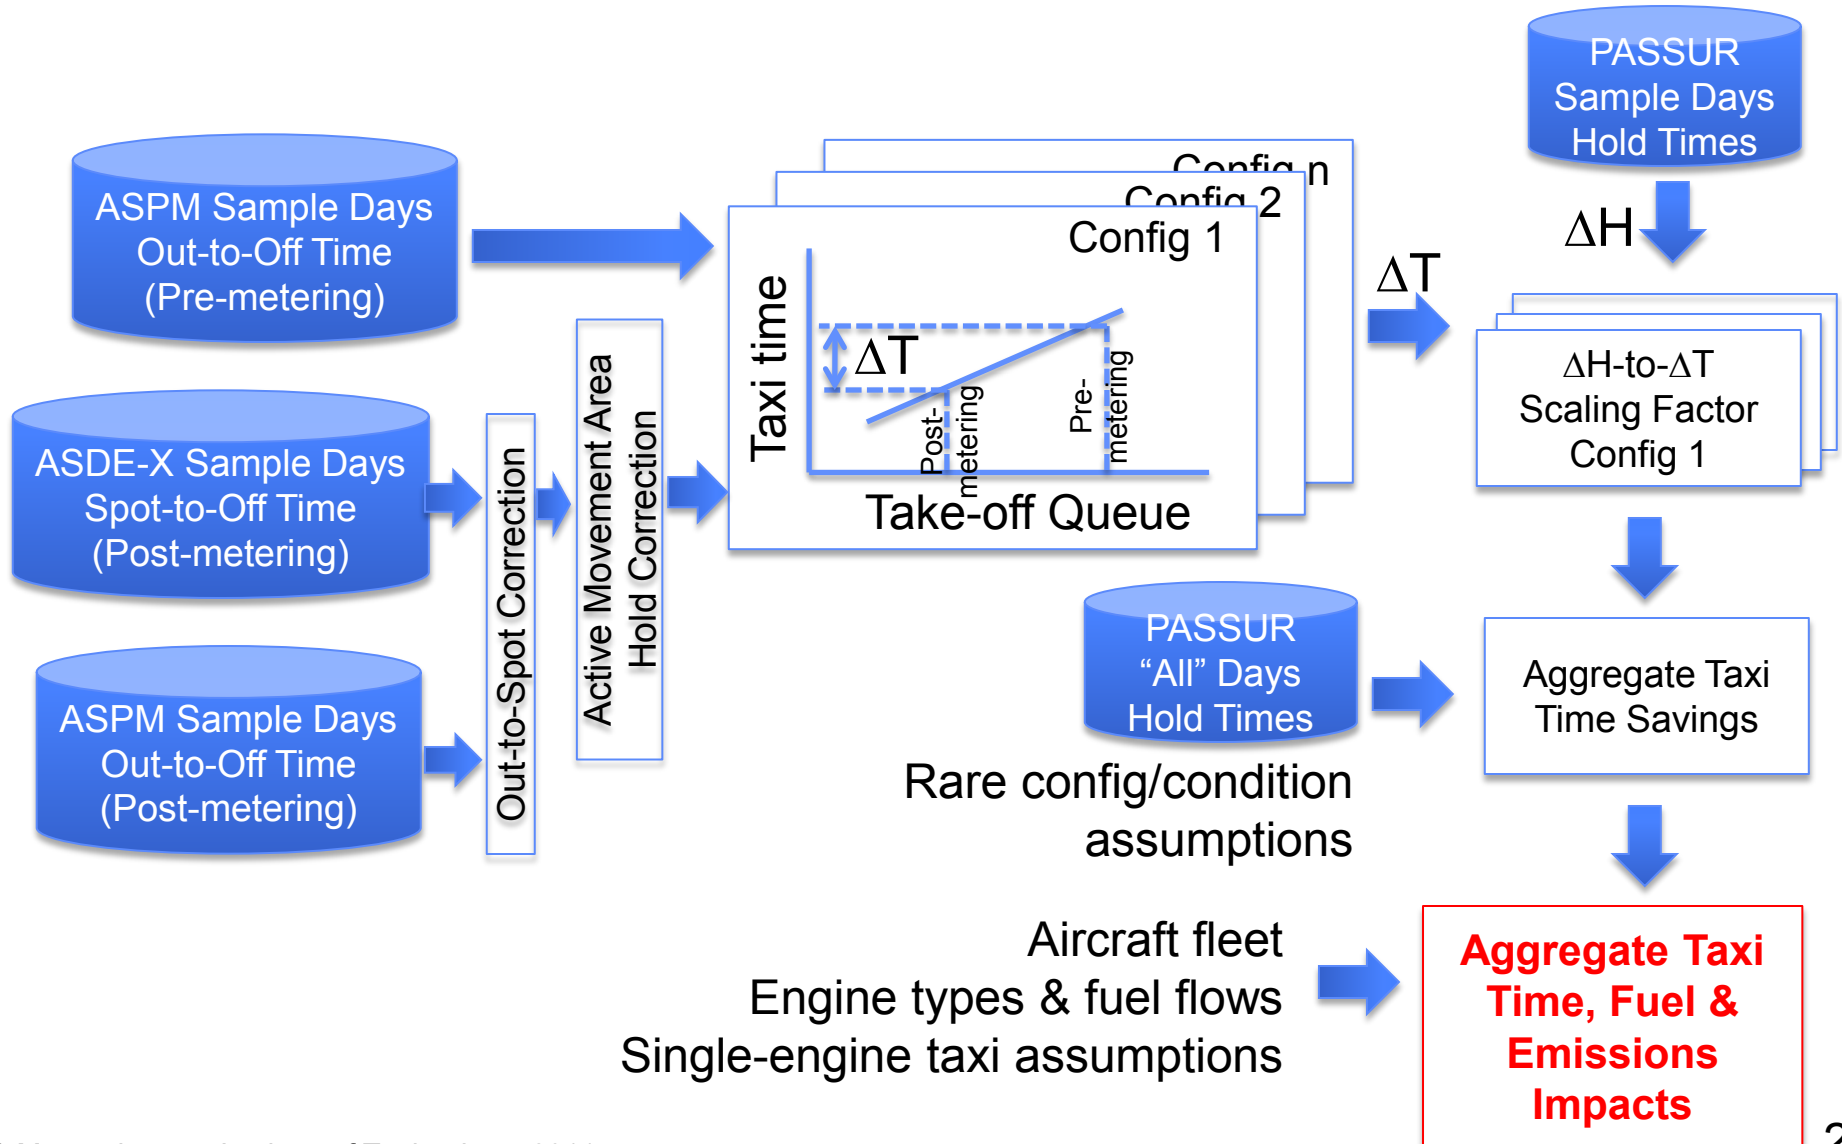 PASSUR
Sample Days
Hold Times
ΔH
ASPM Sample Days
Out-to-Off Time
(Pre-metering)
Config n
Config 2
Config 1
Taxi time
ΔT
Post-
metering
Pre-
metering
Take-off Queue
ΔT
ΔH-to-ΔT
Scaling Factor
Config 1
ASDE-X Sample Days
Spot-to-Off Time
(Post-metering)
Out-to-Spot Correction
Active Movement Area
Hold Correction
ASPM Sample Days
Out-to-Off Time
(Post-metering)
PASSUR
“All” Days
Hold Times
Rare config/condition
assumptions
Aggregate Taxi
Time Savings
Aircraft fleet
Engine types & fuel flows
Single-engine taxi assumptions
Aggregate Taxi
Time, Fuel &
Emissions
Impacts